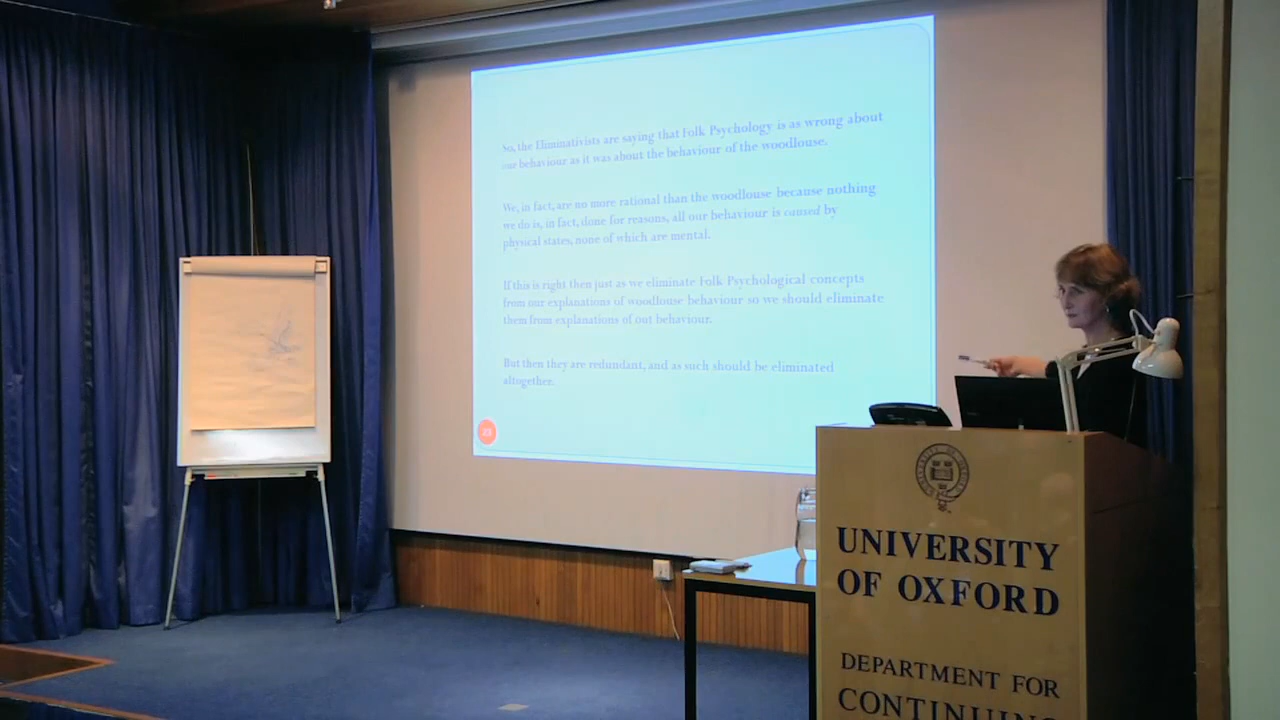 So, the Eliminativists are saying that Folk Psychology is as wrong about
our behaviour as it was about the behaviour of the woodlouse.
We, in fact, are no more rational than the woodlouse because nothing
we do is, in fact, done for reasons, all our behaviour is caused by
physical states, none of which are mental.
If this is right then just as we eliminate Folk Psychological concepts
from our explanations of woodlouse behaviour so we should eliminate
them from explanations of out behaviour.
But then they are redundant, and as such should be eliminated
altogether.
UNIVERSITY
OF OXFORD
DEPARTMENT FOR
CONTINUING